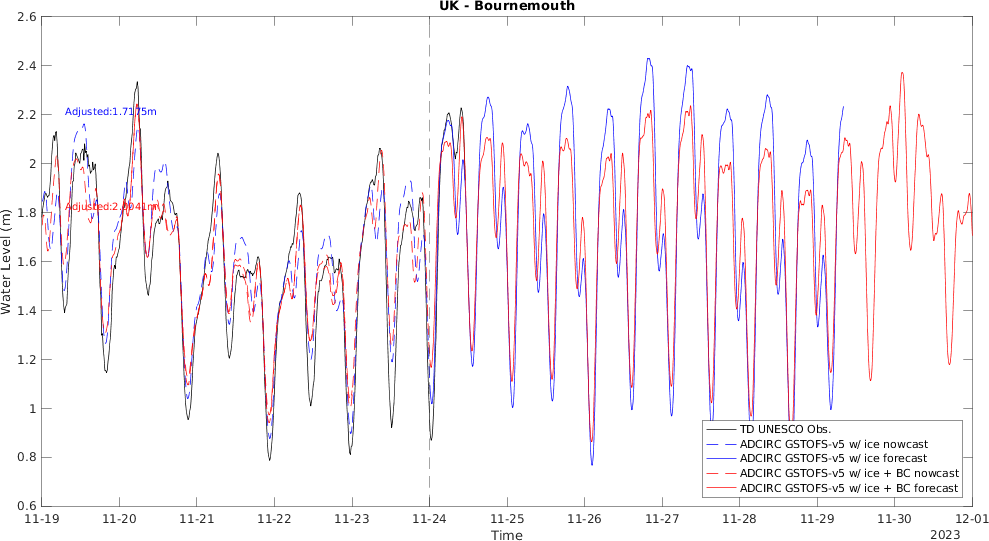 UK - Bournemouth
2.6
2.4
2.2
2
1.8
1.6
1.4
1.2
1
0.8
0.6
Water Level (m)
Adjusted:1.7175m
Adjusted:2.0041m
TD UNESCO Obs.
ADCIRC GSTOFS-v5 w/ ice nowcast
ADCIRC GSTOFS-v5 w/ ice forecast
ADCIRC GSTOFS-v5 w/ ice + BC nowcast
ADCIRC GSTOFS-v5 w/ ice + BC forecast
11-19 11-20 11-21 11-22 11-23 11-24 11-25 11-26 11-27 11-28 11-29 11-30 12-01
Time
2023